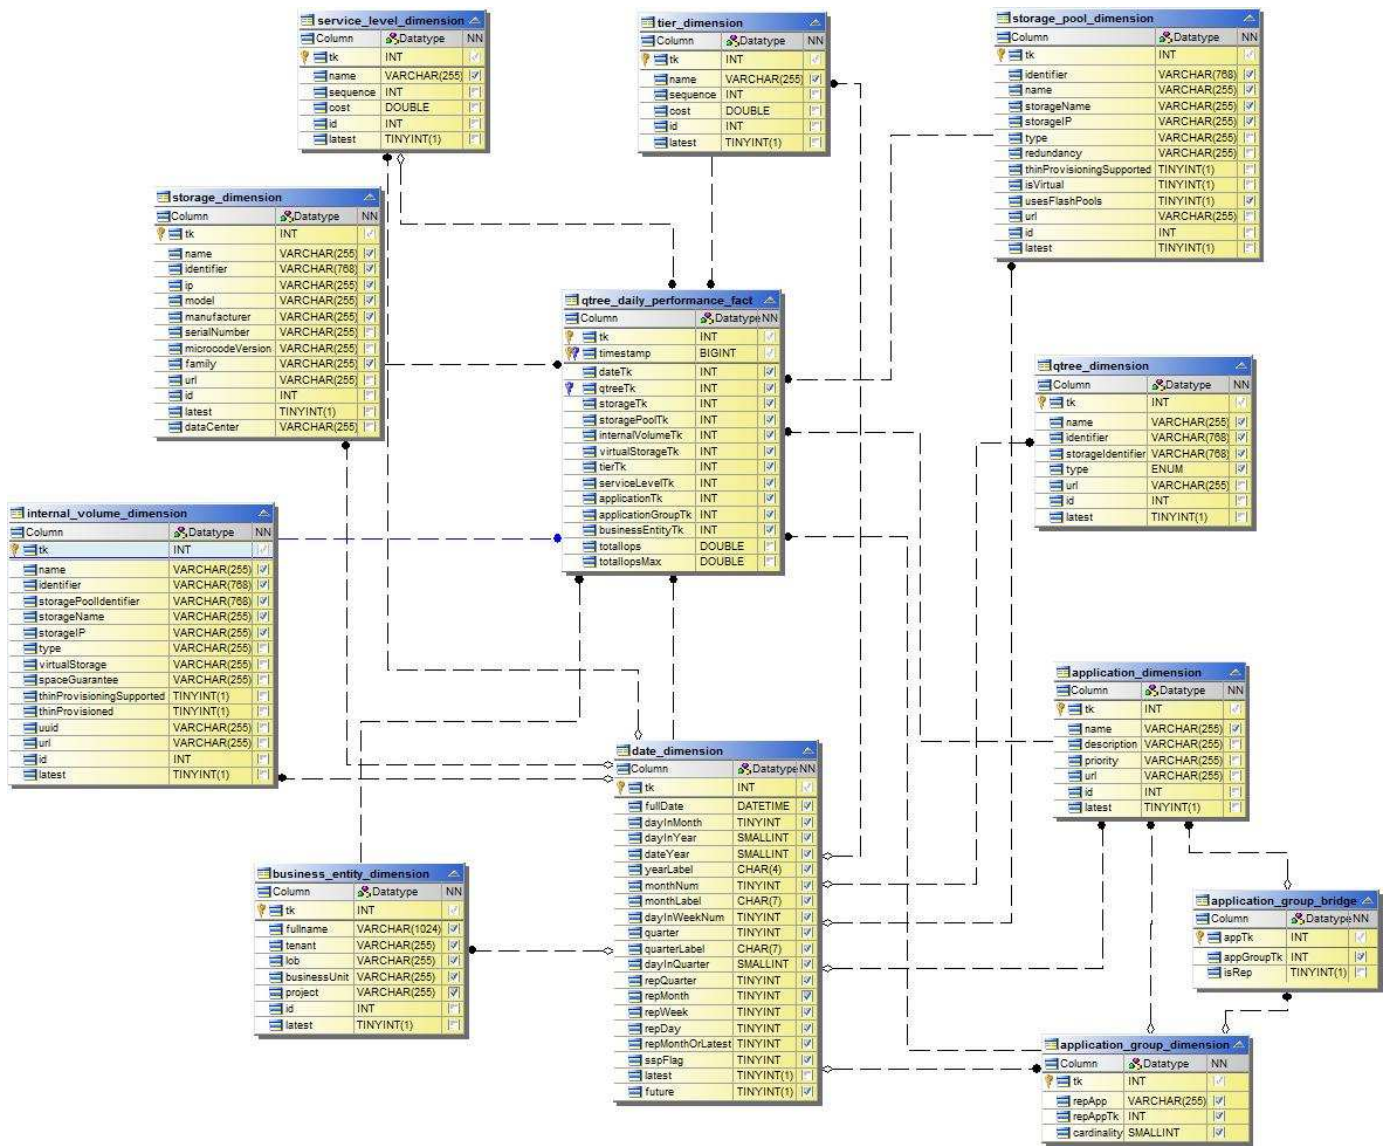 service_level_dimension
Column Datatype NN
tk INT
name VARCHAR(255)
sequence INT
cost DOUBLE
id INT
latest TINYINT(1)
tier_dimension
Column Datatype NN
tk INT
name VARCHAR(255)
sequence INT
cost DOUBLE
id INT
latest TINYINT(1)
storage_pool_dimension
Column Datatype NN
tk INT
identifier VARCHAR(768)
name VARCHAR(255)
storageName VARCHAR(255)
storageIP VARCHAR(255)
type VARCHAR(255)
redundancy VARCHAR(255)
thinProvisioningSupported TINYINT(1)
isVirtual TINYINT(1)
usesFlashPools TINYINT(1)
url VARCHAR(255)
id INT
latest TINYINT(1)
storage_dimension
Column Datatype NN
tk INT
name VARCHAR(255)
identifier VARCHAR(768)
ip VARCHAR(255)
model VARCHAR(255)
manufacturer VARCHAR(255)
serialNumber VARCHAR(255)
microcodeVersion VARCHAR(255)
family VARCHAR(255)
url VARCHAR(255)
id INT
latest TINYINT(1)
dataCenter VARCHAR(255)
qtree_daily_performance_fact
Column Datatype NN
tk INT
timestamp BIGINT
dateTk INT
qtreeTk INT
storageTk INT
storagePoolTk INT
internalVolumeTk INT
virtualStorageTk INT
tierTk INT
serviceLevelTk INT
applicationTk INT
applicationGroupTk INT
businessEntityTk INT
totalIops DOUBLE
totalIopsMax DOUBLE
qtree_dimension
Column Datatype NN
tk INT
name VARCHAR(255)
identifier VARCHAR(768)
storageIdentifier VARCHAR(768)
type ENUM
url VARCHAR(255)
id INT
latest TINYINT(1)
internal_volume_dimension
Column Datatype NN
tk INT
name VARCHAR(255)
identifier VARCHAR(768)
storagePoolIdentifier VARCHAR(768)
storageName VARCHAR(255)
storageIP VARCHAR(255)
type VARCHAR(255)
virtualStorage VARCHAR(255)
spaceGuarantee VARCHAR(255)
thinProvisioningSupported TINYINT(1)
thinProvisioned TINYINT(1)
uuid VARCHAR(255)
url VARCHAR(255)
id INT
latest TINYINT(1)
application_dimension
Column Datatype NN
tk INT
name VARCHAR(255)
description VARCHAR(255)
priority VARCHAR(255)
url VARCHAR(255)
id INT
latest TINYINT(1)
date_dimension
Column Datatype NN
tk INT
fullDate DATETIME
dayInMonth TINYINT
dayInYear SMALLINT
dateYear SMALLINT
yearLabel CHAR(4)
monthNum TINYINT
monthLabel CHAR(7)
dayInWeekNum TINYINT
quarter TINYINT
quarterLabel CHAR(7)
dayInQuarter SMALLINT
repQuarter TINYINT
repMonth TINYINT
repWeek TINYINT
repDay TINYINT
repMonthOrLatest TINYINT
sspFlag TINYINT
latest TINYINT(1)
future TINYINT(1)
business_entity_dimension
Column Datatype NN
tk INT
fullname VARCHAR(1024)
tenant VARCHAR(255)
lob VARCHAR(255)
businessUnit VARCHAR(255)
project VARCHAR(255)
id INT
latest TINYINT(1)
application_group_bridge
Column Datatype NN
appTk INT
appGroupTk INT
isRep TINYINT(1)
application_group_dimension
Column Datatype NN
tk INT
repApp VARCHAR(255)
repAppTk INT
cardinality SMALLINT